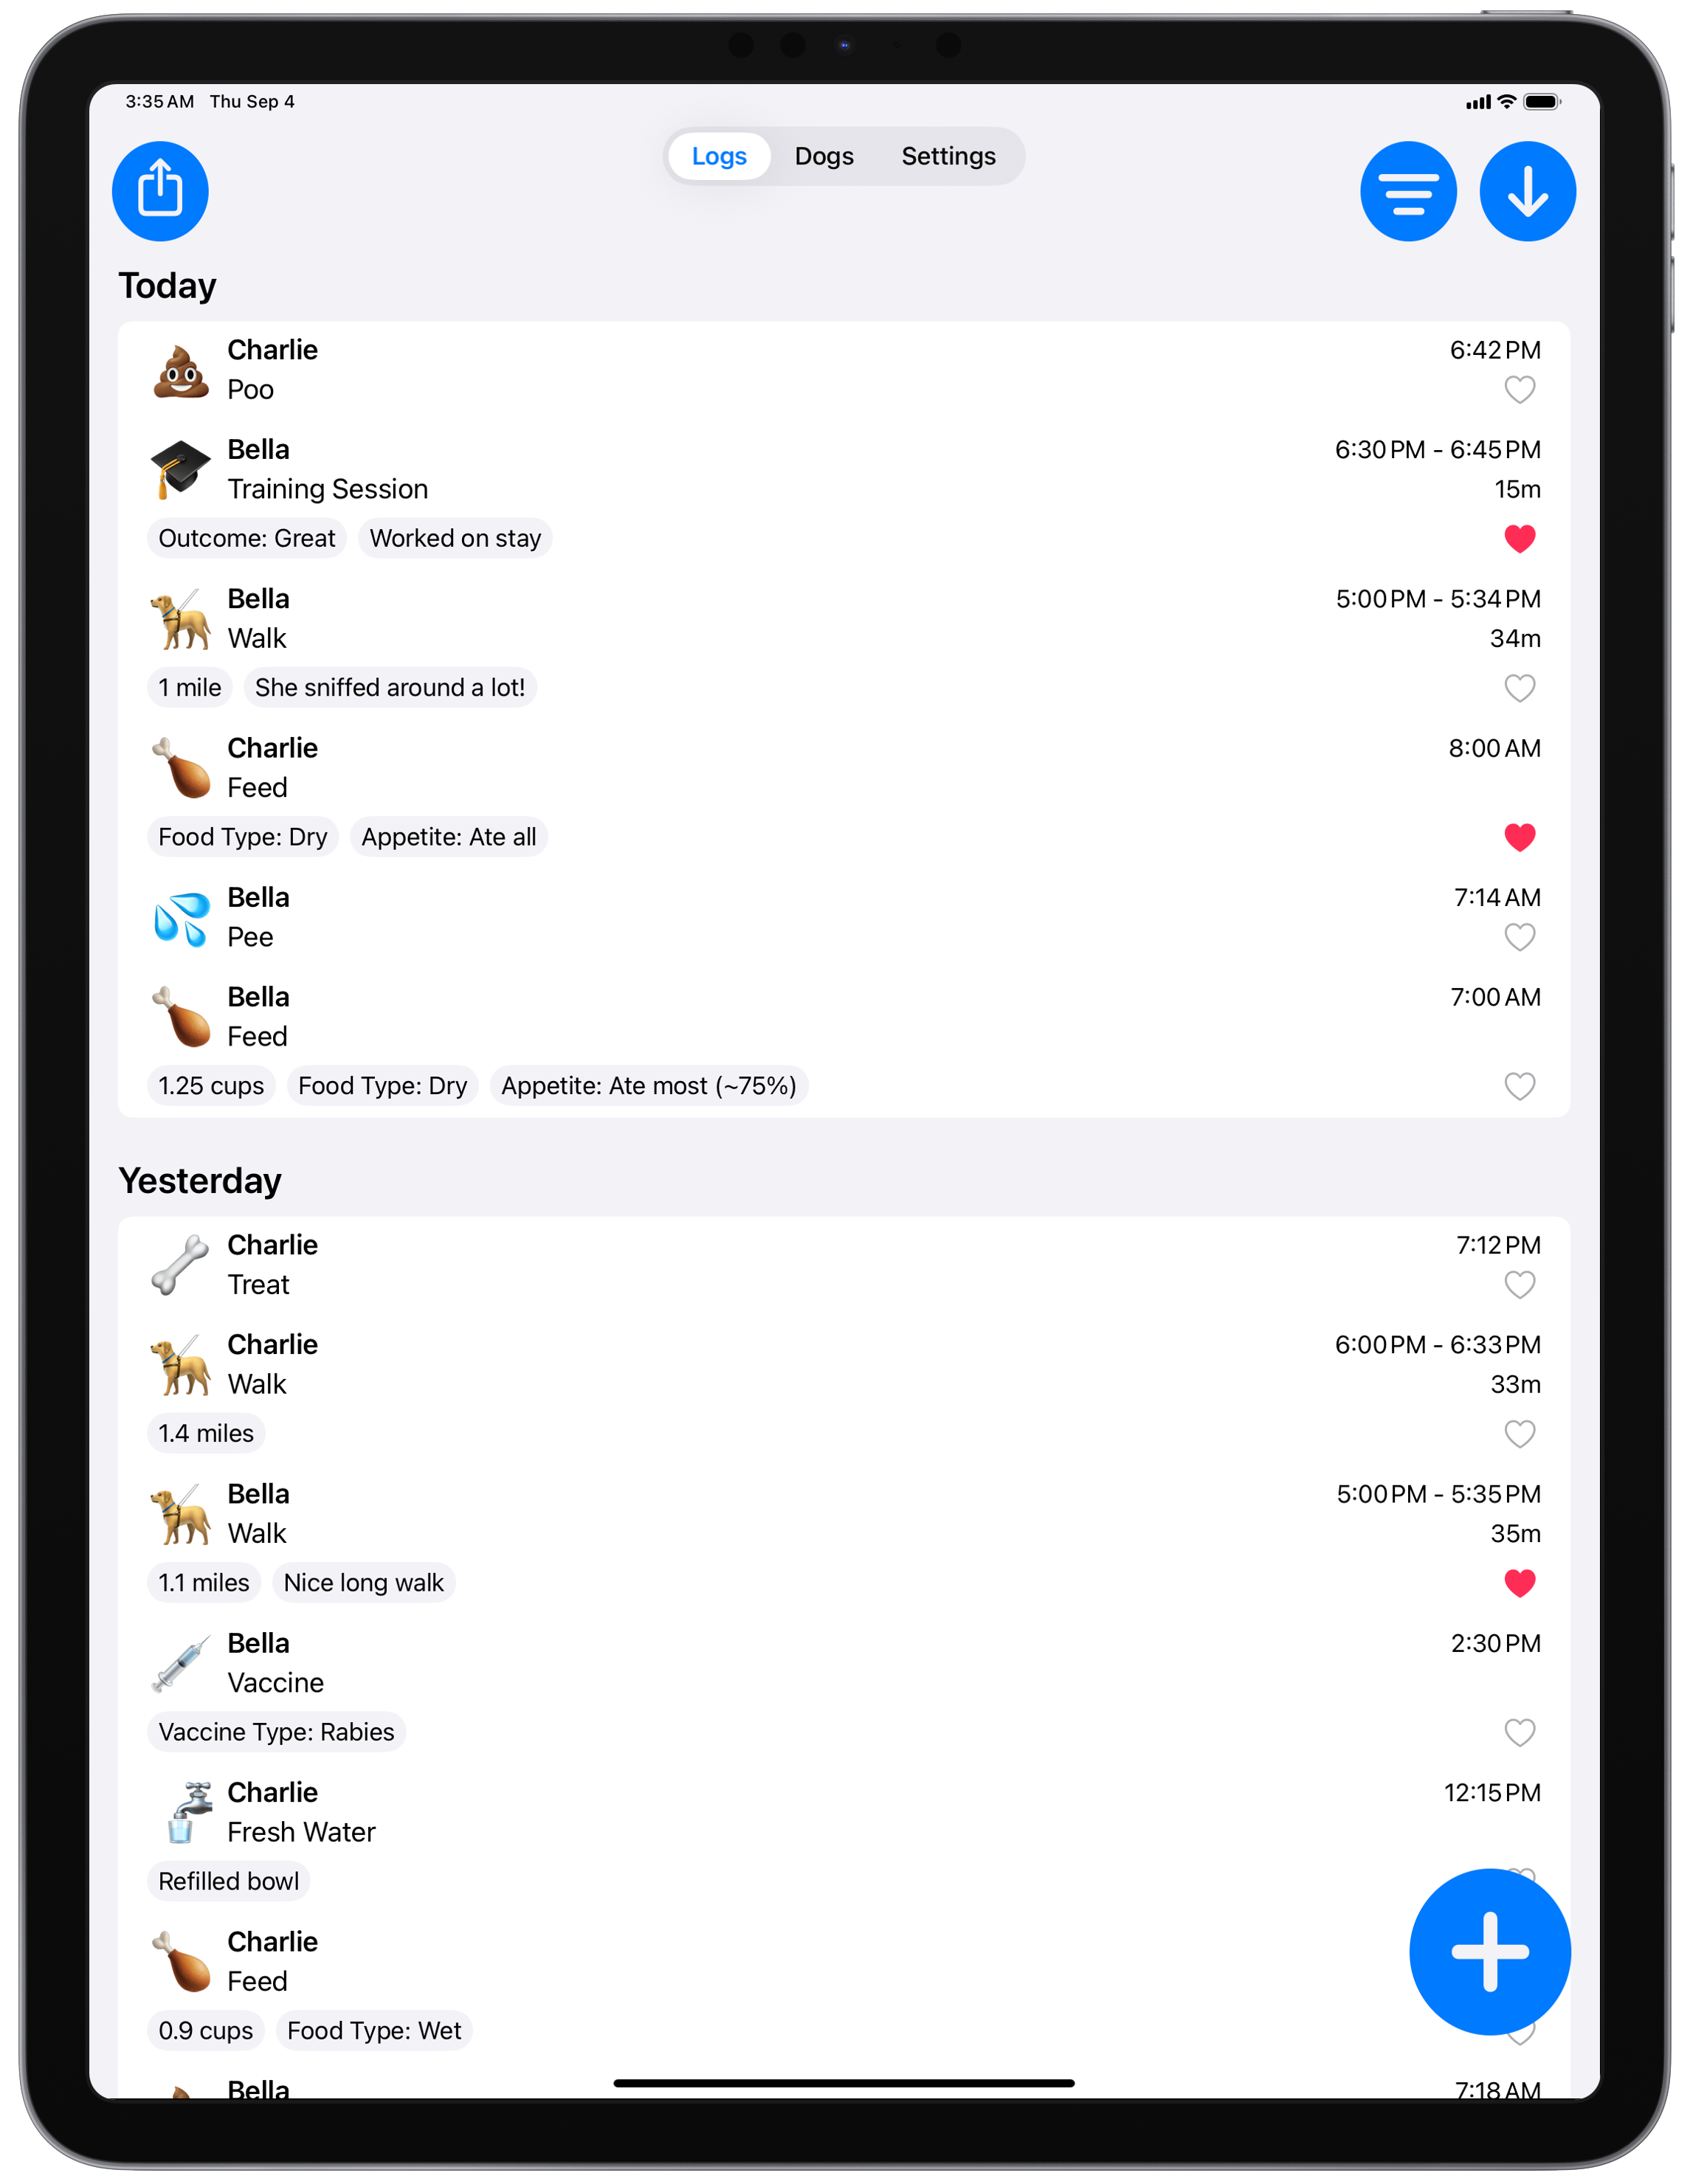 3:35 AM Thu Sep 4
Logs Dogs Settings
Today
Charlie 6:42 PM
Poo
Bella 6:30 PM - 6:45 PM
Training Session 15m
Outcome: Great Worked on stay
Bella 5:00 PM - 5:34 PM
Walk 34m
1 mile She sniffed around a lot!
Charlie 8:00 AM
Feed
Food Type: Dry Appetite: Ate all
Bella 7:14 AM
Pee
Bella 7:00 AM
Feed
1.25 cups Food Type: Dry Appetite: Ate most (~75%)
Yesterday
Charlie 7:12 PM
Treat
Charlie 6:00 PM - 6:33 PM
Walk 33m
1.4 miles
Bella 5:00 PM - 5:35 PM
Walk 35m
1.1 miles Nice long walk
Bella 2:30 PM
Vaccine
Vaccine Type: Rabies
Charlie 12:15 PM
Fresh Water
Refilled bowl
Charlie
Feed
0.9 cups Food Type: Wet
Bella 7:18 AM